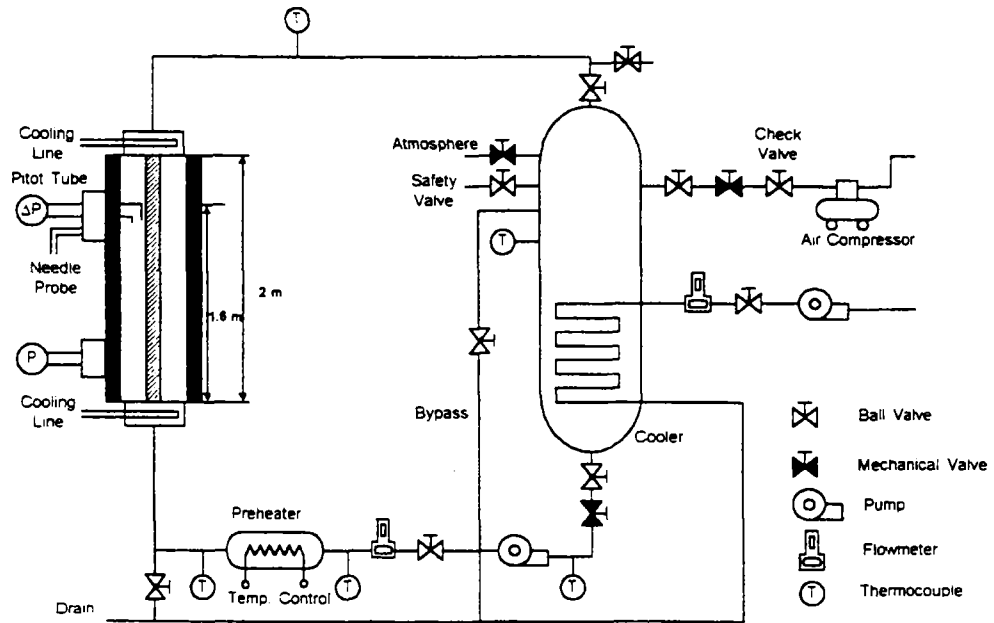 T
Cooling
Line
Pitot Tube
ΔP
Needle
Probe
2 m
1.6 m
P
Cooling
Line
Atmosphere
Safety
Valve
T
Check
Valve
Air Compressor
Bypass
Cooler
Preheater
T
T
Temp. Control
T
Drain
Ball Valve
Mechanical Valve
Pump
Flowmeter
T
Thermocouple